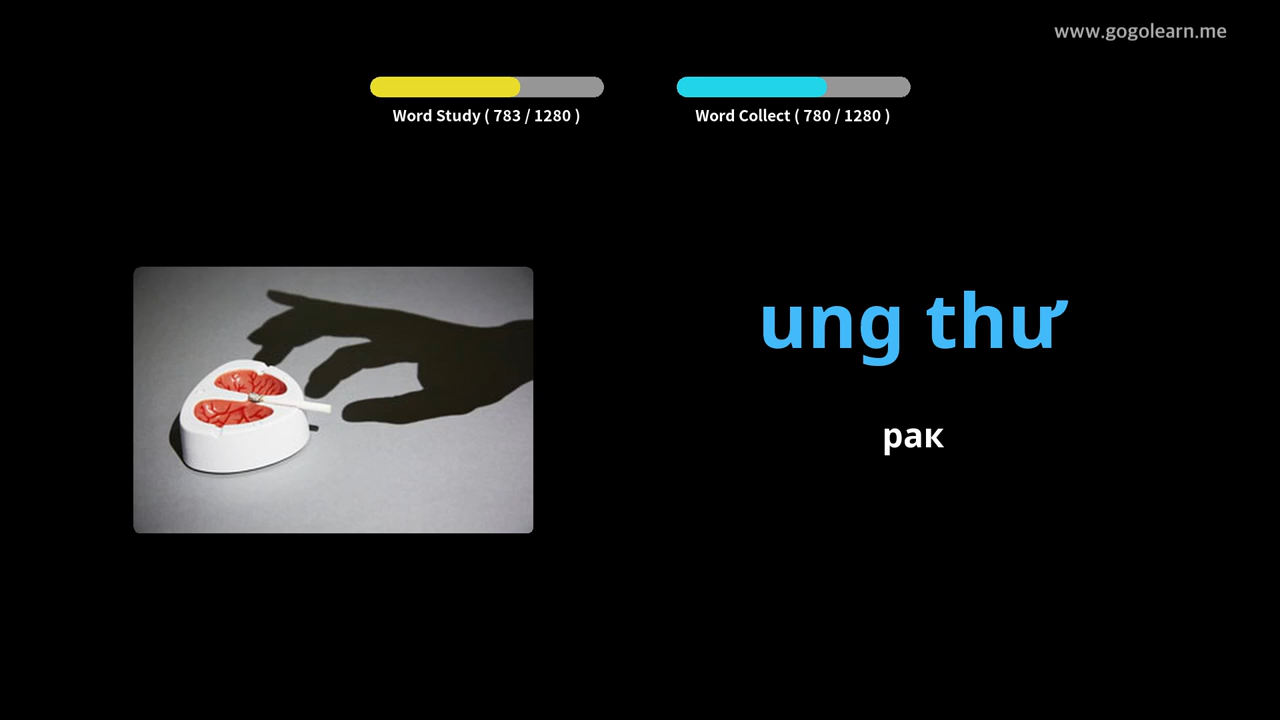 www.gogolearn.me
Word Study ( 783 / 1280 )
Word Collect ( 780 / 1280 )
ung thư
рак